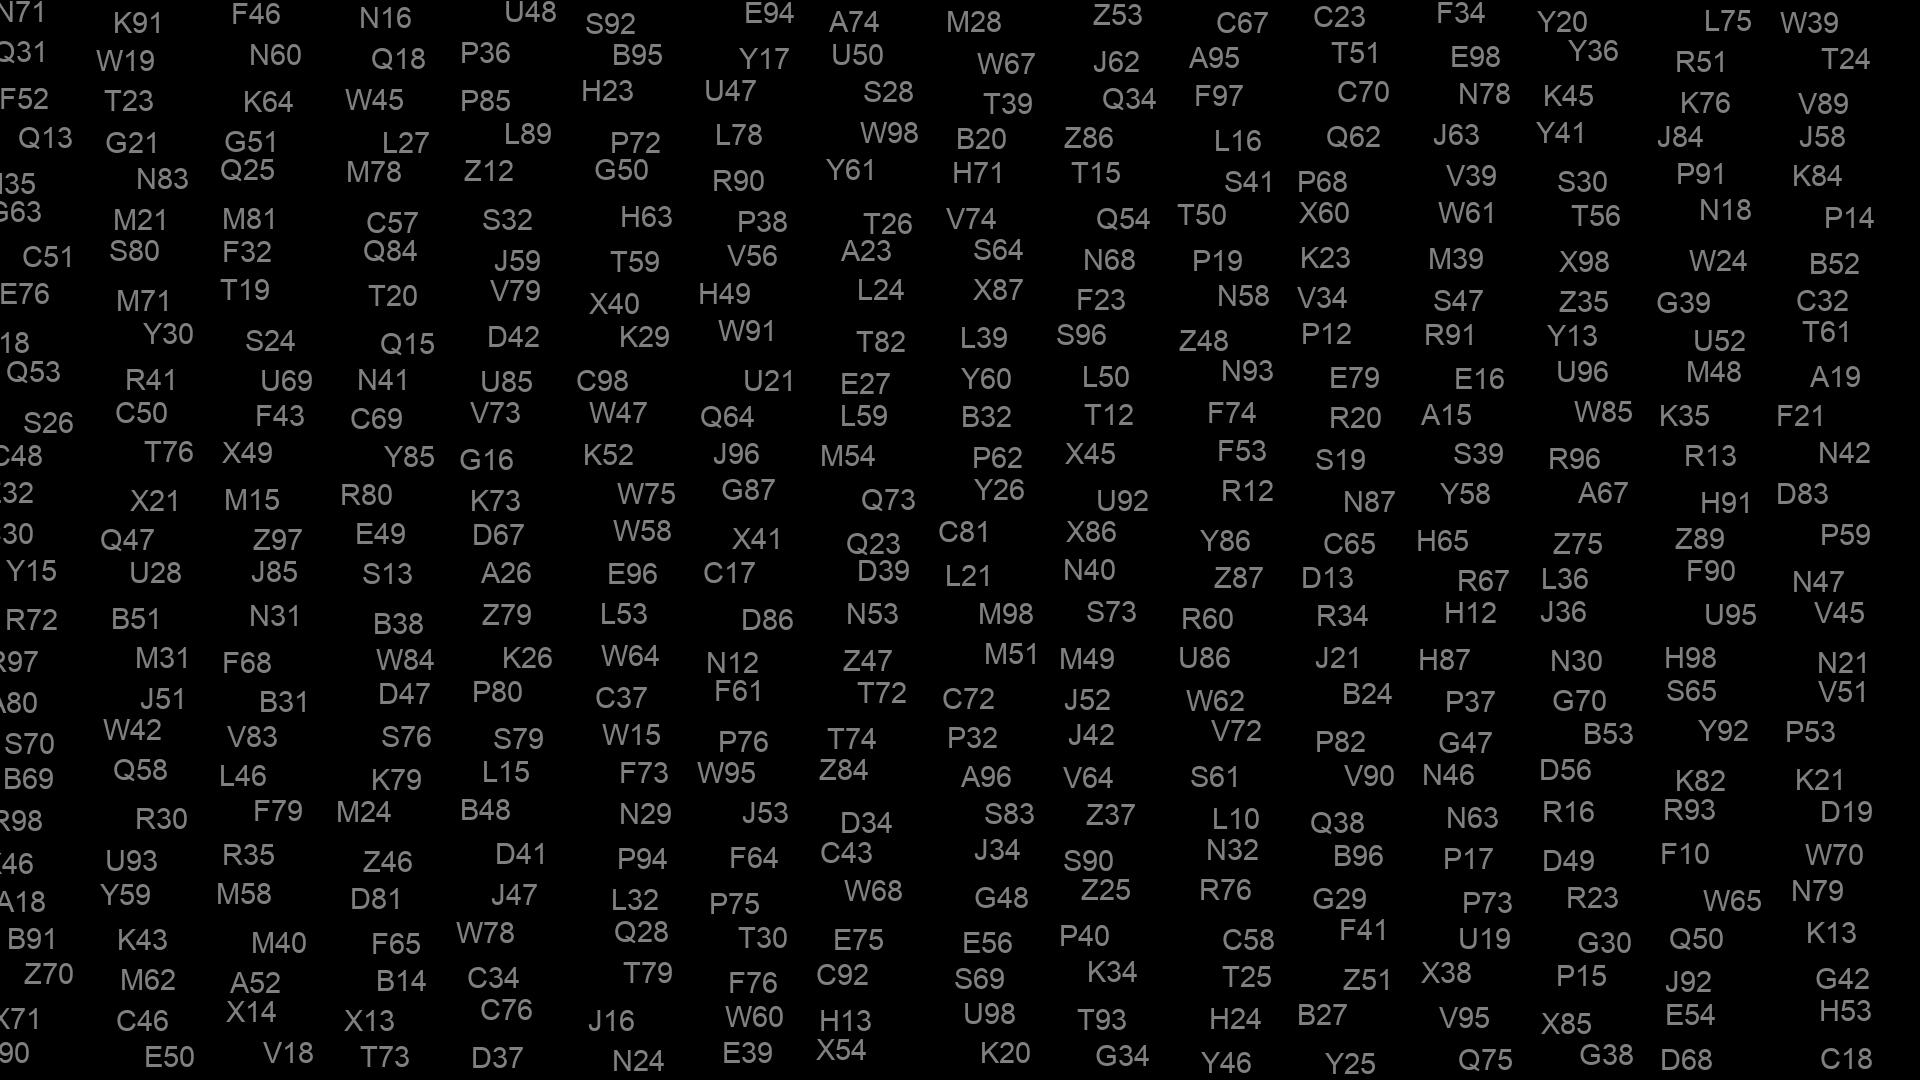 N71 K91 F46 N16 U48 S92 E94 A74 M28 Z53 C67 C23 F34 Y20 L75 W39
Q31 W19 N60 Q18 P36 B95 Y17 U50 W67 J62 A95 T51 E98 Y36 R51 T24
F52 T23 K64 W45 P85 H23 U47 S28 T39 Q34 F97 C70 N78 K45 K76 V89
Q13 G21 G51 L27 L89 P72 L78 W98 B20 Z86 L16 Q62 J63 Y41 J84 J58
N83 Q25 M78 Z12 G50 R90 Y61 H71 T15 S41 P68 V39 S30 P91 K84
G63 M21 M81 C57 S32 H63 P38 T26 V74 Q54 T50 X60 W61 T56 N18 P14
C51 S80 F32 Q84 J59 T59 V56 A23 S64 N68 P19 K23 M39 X98 W24 B52
E76 M71 T19 T20 V79 X40 H49 L24 X87 F23 N58 V34 S47 Z35 G39 C32
18 Y30 S24 Q15 D42 K29 W91 T82 L39 S96 Z48 P12 R91 Y13 U52 T61
Q53 R41 U69 N41 U85 C98 U21 E27 Y60 L50 N93 E79 E16 U96 M48 A19
S26 C50 F43 C69 V73 W47 Q64 L59 B32 T12 F74 R20 A15 W85 K35 F21
C48 T76 X49 Y85 G16 K52 J96 M54 P62 X45 F53 S19 S39 R96 R13 N42
32 X21 M15 R80 K73 W75 G87 Q73 Y26 U92 R12 N87 Y58 A67 H91 D83
30 Q47 Z97 E49 D67 W58 X41 Q23 C81 X86 Y86 C65 H65 Z75 Z89 P59
Y15 U28 J85 S13 A26 E96 C17 D39 L21 N40 Z87 D13 R67 L36 F90 N47
R72 B51 N31 B38 Z79 L53 D86 N53 M98 S73 R60 R34 H12 J36 U95 V45
R97 M31 F68 W84 K26 W64 N12 Z47 M51 M49 U86 J21 H87 N30 H98 N21
A80 J51 B31 D47 P80 C37 F61 T72 C72 J52 W62 B24 P37 G70 S65 V51
S70 W42 V83 S76 S79 W15 P76 T74 P32 J42 V72 P82 G47 B53 Y92 P53
B69 Q58 L46 K79 L15 F73 W95 Z84 A96 V64 S61 V90 N46 D56 K82 K21
R98 R30 F79 M24 B48 N29 J53 D34 S83 Z37 L10 Q38 N63 R16 R93 D19
46 U93 R35 Z46 D41 P94 F64 C43 J34 S90 N32 B96 P17 D49 F10 W70
A18 Y59 M58 D81 J47 L32 P75 W68 G48 Z25 R76 G29 P73 R23 W65 N79
B91 K43 M40 F65 W78 Q28 T30 E75 E56 P40 C58 F41 U19 G30 Q50 K13
Z70 M62 A52 B14 C34 T79 F76 C92 S69 K34 T25 Z51 X38 P15 J92 G42
X71 C46 X14 X13 C76 J16 W60 H13 U98 T93 H24 B27 V95 X85 E54 H53
90 E50 V18 T73 D37 N24 E39 X54 K20 G34 Y46 Y25 Q75 G38 D68 C18